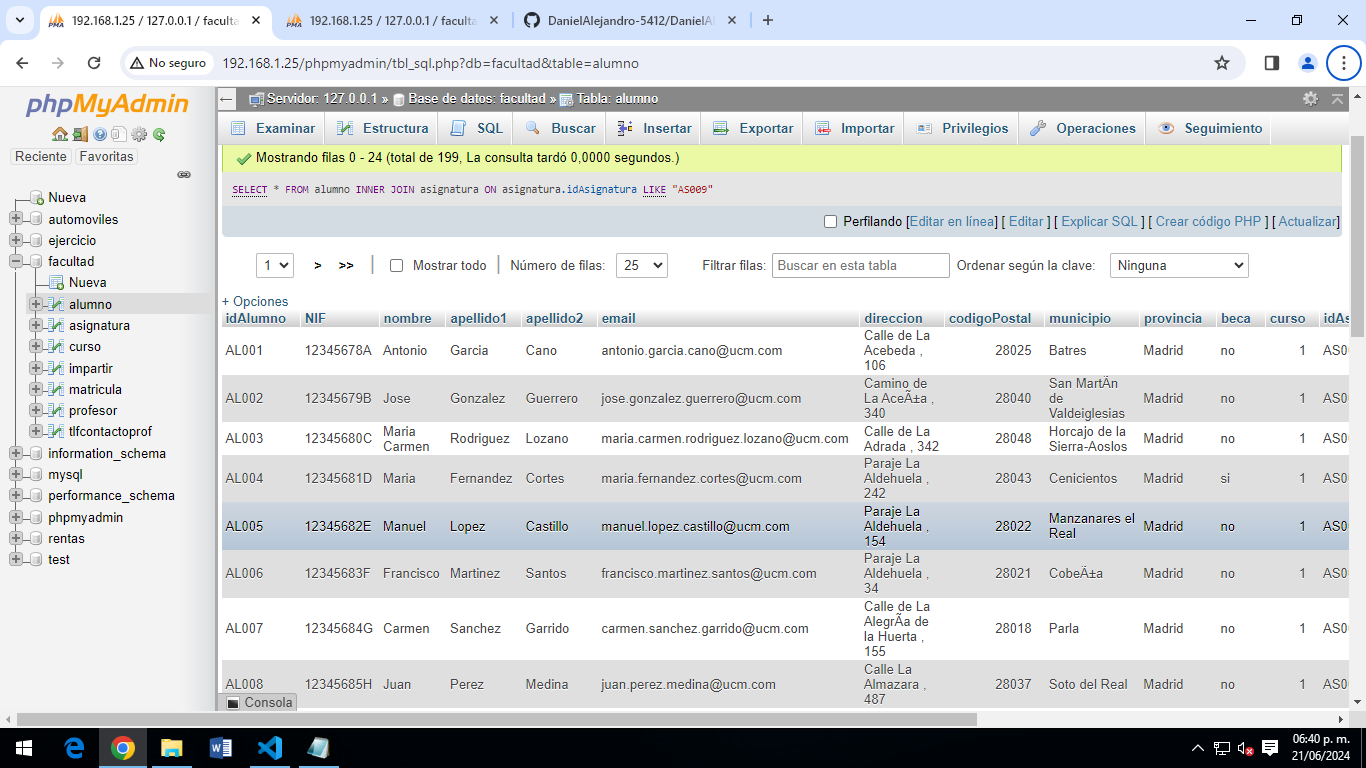 192.168.1.25 / 127.0.0.1 / faculta
192.168.1.25 / 127.0.0.1 / faculta
DanielAlejandro-5412/DanielAl
No seguro
192.168.1.25/phpmyadmin/tbl_sql.php?db=facultad&table=alumno
phpMyAdmin
Reciente Favoritas
Nueva
automoviles
ejercicio
facultad
Nueva
alumno
asignatura
curso
impartir
matricula
profesor
tlfcontactoprof
information_schema
mysql
performance_schema
phpmyadmin
rentas
test
Servidor: 127.0.0.1 » Base de datos: facultad » Tabla: alumno
Examinar Estructura SQL Buscar Insertar Exportar Importar Privilegios Operaciones Seguimiento
Mostrando filas 0 - 24 (total de 199, La consulta tardó 0,0000 segundos.)
SELECT * FROM alumno INNER JOIN asignatura ON asignatura.idAsignatura LIKE "AS009"
Perfilando [Editar en línea] [ Editar ] [ Explicar SQL ] [ Crear código PHP ] [ Actualizar]
1 > >> Mostrar todo Número de filas: 25 Filtrar filas: Buscar en esta tabla Ordenar según la clave: Ninguna
+ Opciones
idAlumno NIF nombre apellido1 apellido2 email direccion codigoPostal municipio provincia beca curso idAs
AL001 12345678A Antonio Garcia Cano antonio.garcia.cano@ucm.com Calle de La Acebeda , 106 28025 Batres Madrid no 1 AS0
AL002 12345679B Jose Gonzalez Guerrero jose.gonzalez.guerrero@ucm.com Camino de La AceÃ±a , 340 28040 San MartÃ­n de Valdeiglesias Madrid no 1 AS0
AL003 12345680C Maria Carmen Rodriguez Lozano maria.carmen.rodriguez.lozano@ucm.com Calle de La Adrada , 342 28048 Horcajo de la Sierra-Aoslos Madrid no 1 AS0
AL004 12345681D Maria Fernandez Cortes maria.fernandez.cortes@ucm.com Paraje La Aldehuela , 242 28043 Cenicientos Madrid si 1 AS0
AL005 12345682E Manuel Lopez Castillo manuel.lopez.castillo@ucm.com Paraje La Aldehuela , 154 28022 Manzanares el Real Madrid no 1 AS0
AL006 12345683F Francisco Martinez Santos francisco.martinez.santos@ucm.com Paraje La Aldehuela , 34 28021 CobeÃ±a Madrid no 1 AS0
AL007 12345684G Carmen Sanchez Garrido carmen.sanchez.garrido@ucm.com Calle de La AlegrÃ­a de la Huerta , 155 28018 Parla Madrid no 1 AS0
AL008 12345685H Juan Perez Medina juan.perez.medina@ucm.com Calle La Almazara , 487 28037 Soto del Real Madrid no 1 AS0
Consola
06:40 p. m.
21/06/2024